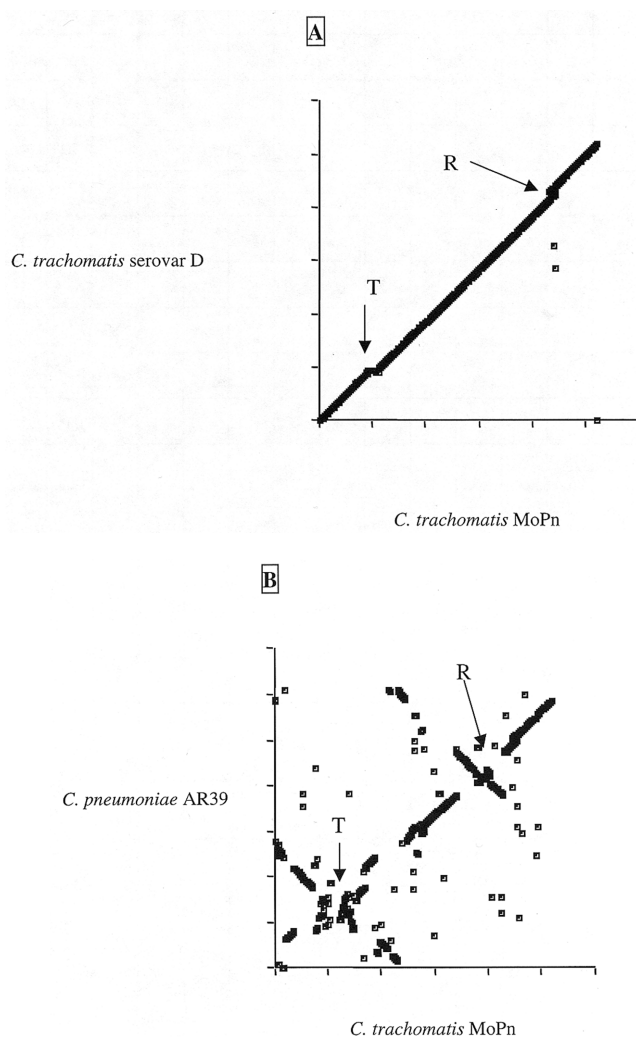 A
R
T
C. trachomatis serovar D
C. trachomatis MoPn
B
R
T
C. pneumoniae AR39
C. trachomatis MoPn